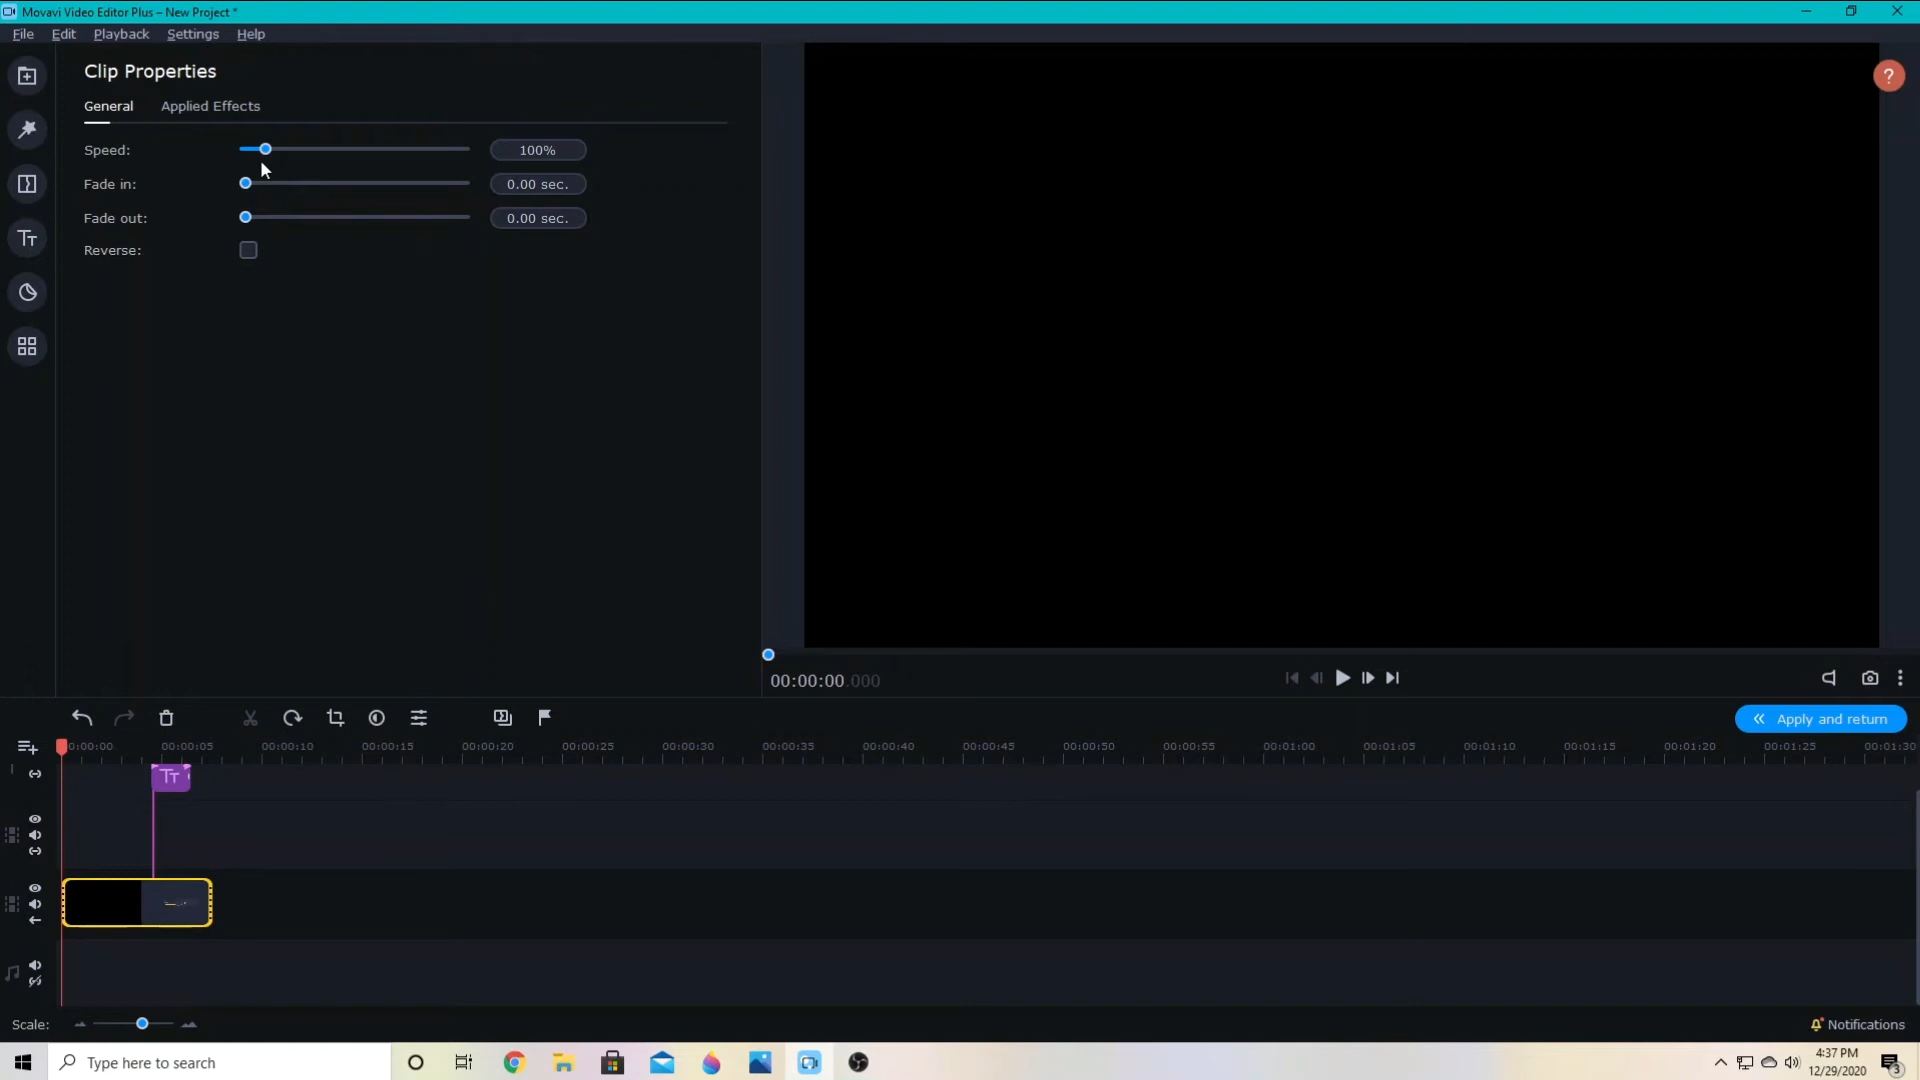 Movavi Video Editor Plus – New Project *
File Edit Playback Settings Help
Clip Properties
General Applied Effects
Speed: 100%
Fade in: 0.00 sec.
Fade out: 0.00 sec.
Reverse:
?
00:00:00.000
Apply and return
0:00:00 00:00:05 00:00:10 00:00:15 00:00:20 00:00:25 00:00:30 00:00:35 00:00:40 00:00:45 00:00:50 00:00:55 00:01:00 00:01:05 00:01:10 00:01:15 00:01:20 00:01:25 00:01:30
Tт
Scale:
Notifications
Type here to search
4:37 PM
12/29/2020
3